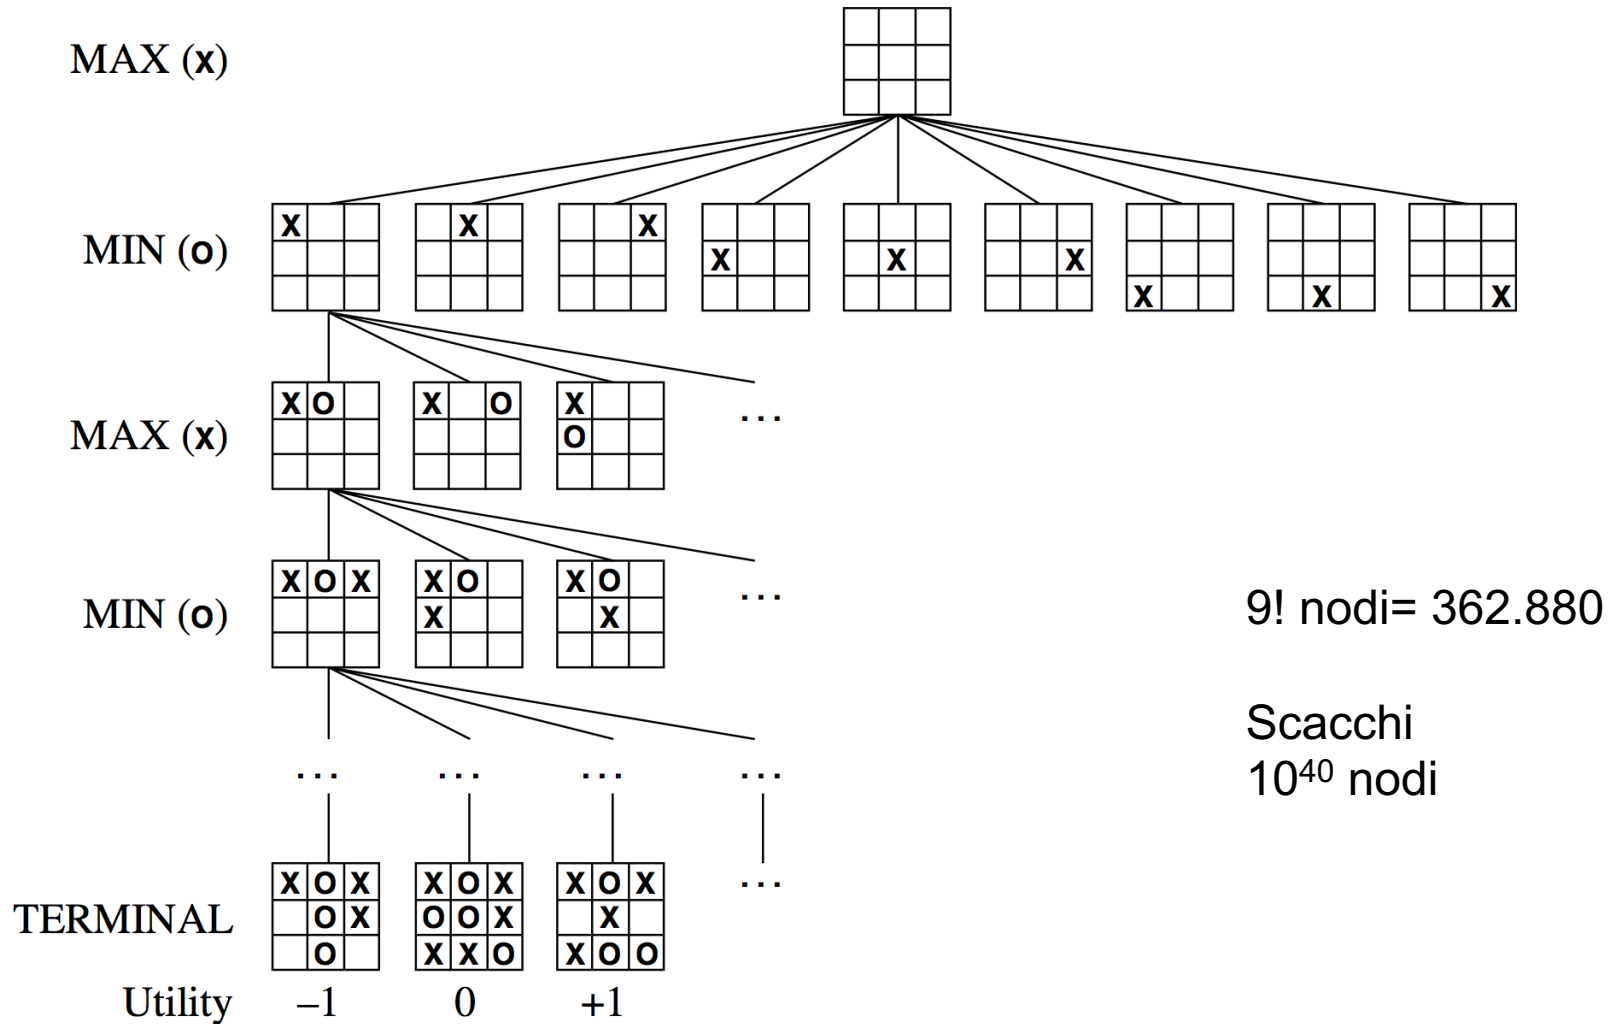 MAX (x)
MIN (o)
X X X X X X X X X
MAX (x)
X O X O X O ...
MIN (o)
X O X X O X X O X ...
9! nodi= 362.880
Scacchi
10⁴⁰ nodi
... ... ... ...
TERMINAL
X O X X O X X O X ...
O X O O X X
O X X O X O O
Utility –1 0 +1